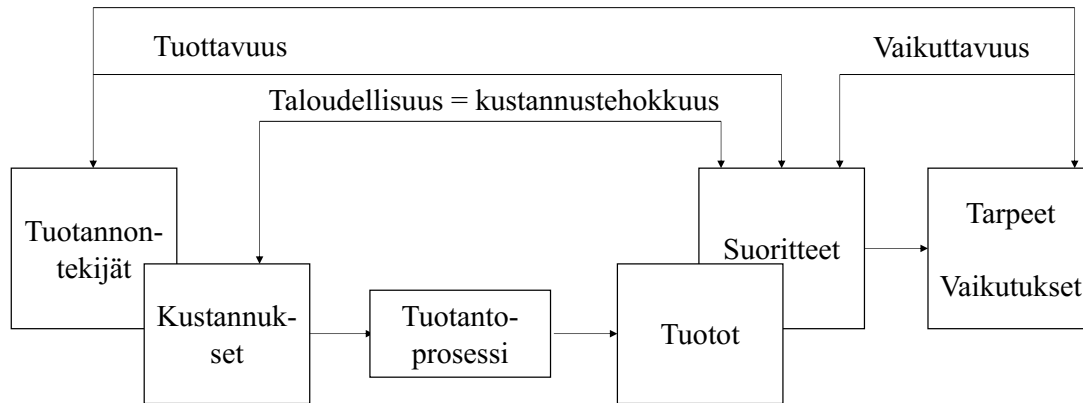 Tuottavuus
Vaikuttavuus
Taloudellisuus = kustannustehokkuus
Tuotannon-
tekijät
Kustannuk-
set
Tuotanto-
prosessi
Tuotot
Suoritteet
Tarpeet
Vaikutukset